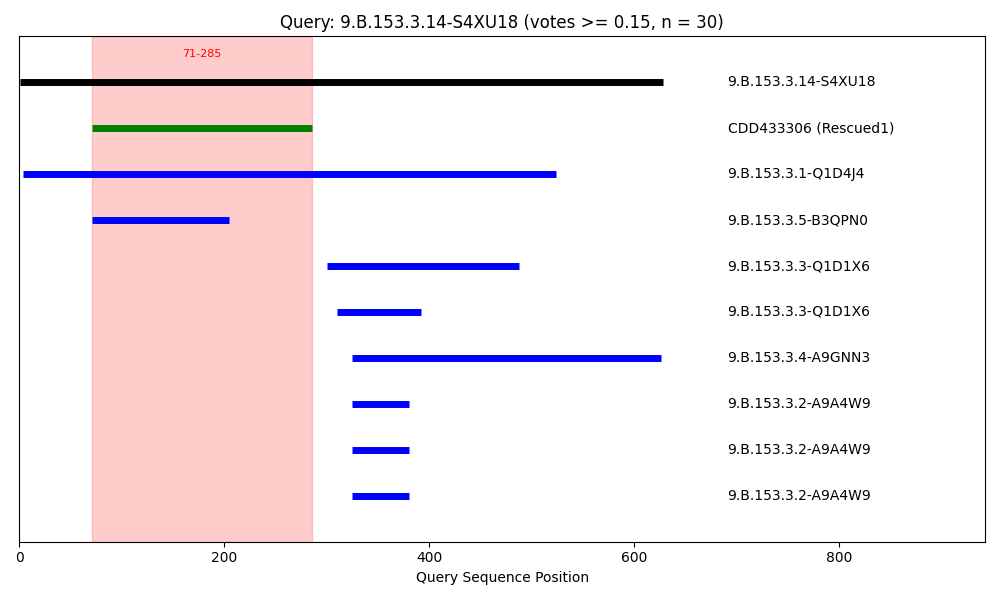 Query: 9.B.153.3.14-S4XU18 (votes >= 0.15, n = 30)
71-285
9.B.153.3.14-S4XU18
CDD433306 (Rescued1)
9.B.153.3.1-Q1D4J4
9.B.153.3.5-B3QPN0
9.B.153.3.3-Q1D1X6
9.B.153.3.3-Q1D1X6
9.B.153.3.4-A9GNN3
9.B.153.3.2-A9A4W9
9.B.153.3.2-A9A4W9
9.B.153.3.2-A9A4W9
0 200 400 600 800
Query Sequence Position